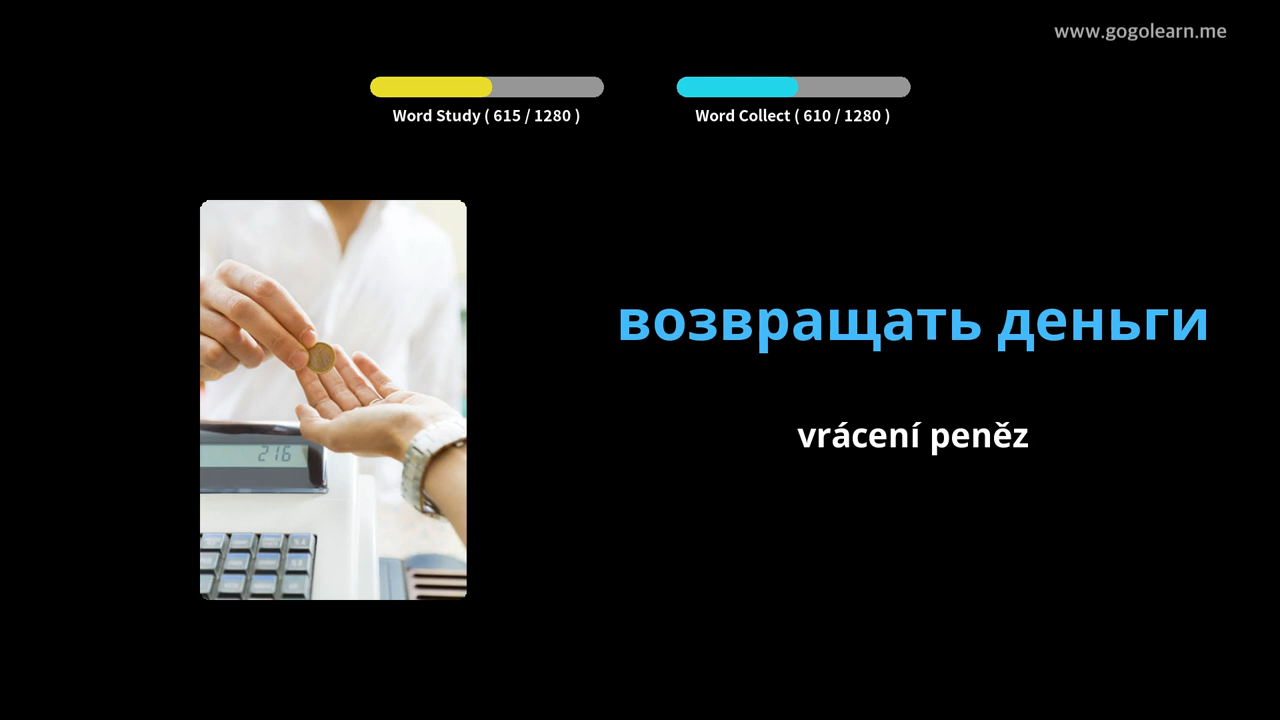 www.gogolearn.me
Word Study ( 615 / 1280 )
Word Collect ( 610 / 1280 )
возвращать деньги
vrácení peněz
216